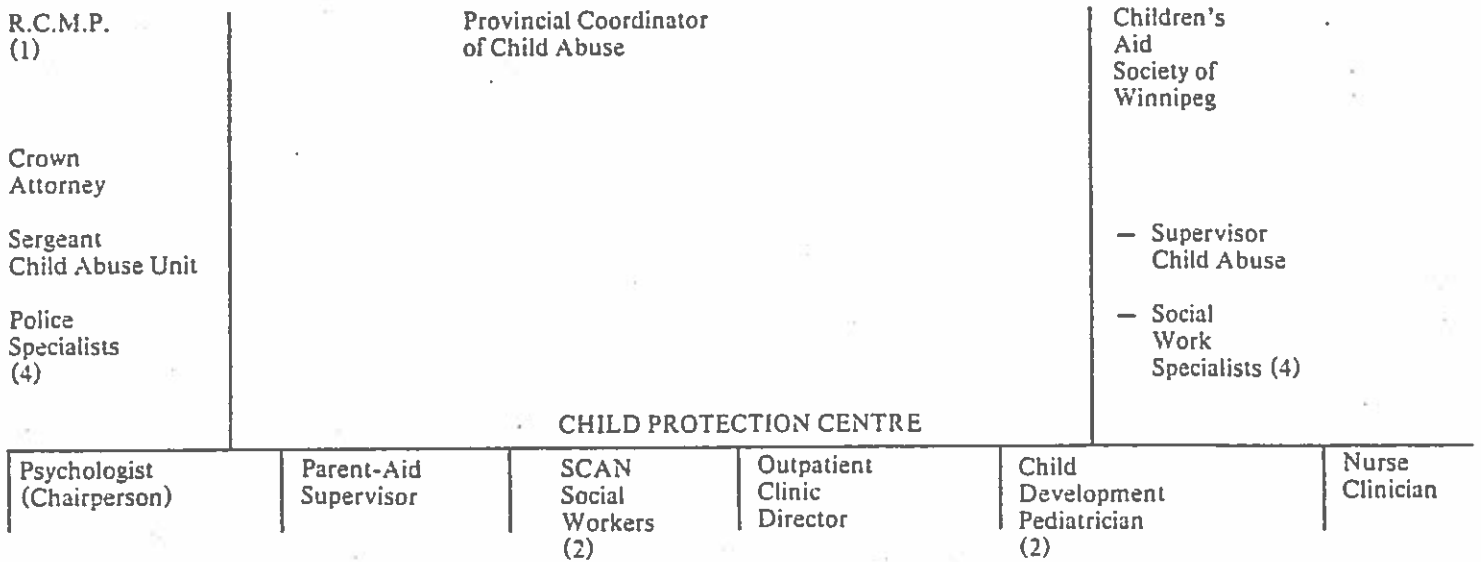 R.C.M.P.
(1)
Crown
Attorney
Sergeant
Child Abuse Unit
Police
Specialists
(4)
Provincial Coordinator
of Child Abuse
Children's
Aid
Society of
Winnipeg
— Supervisor
Child Abuse
— Social
Work
Specialists (4)
CHILD PROTECTION CENTRE
Psychologist
(Chairperson)
Parent-Aid
Supervisor
SCAN
Social
Workers
(2)
Outpatient
Clinic
Director
Child
Development
Pediatrician
(2)
Nurse
Clinician